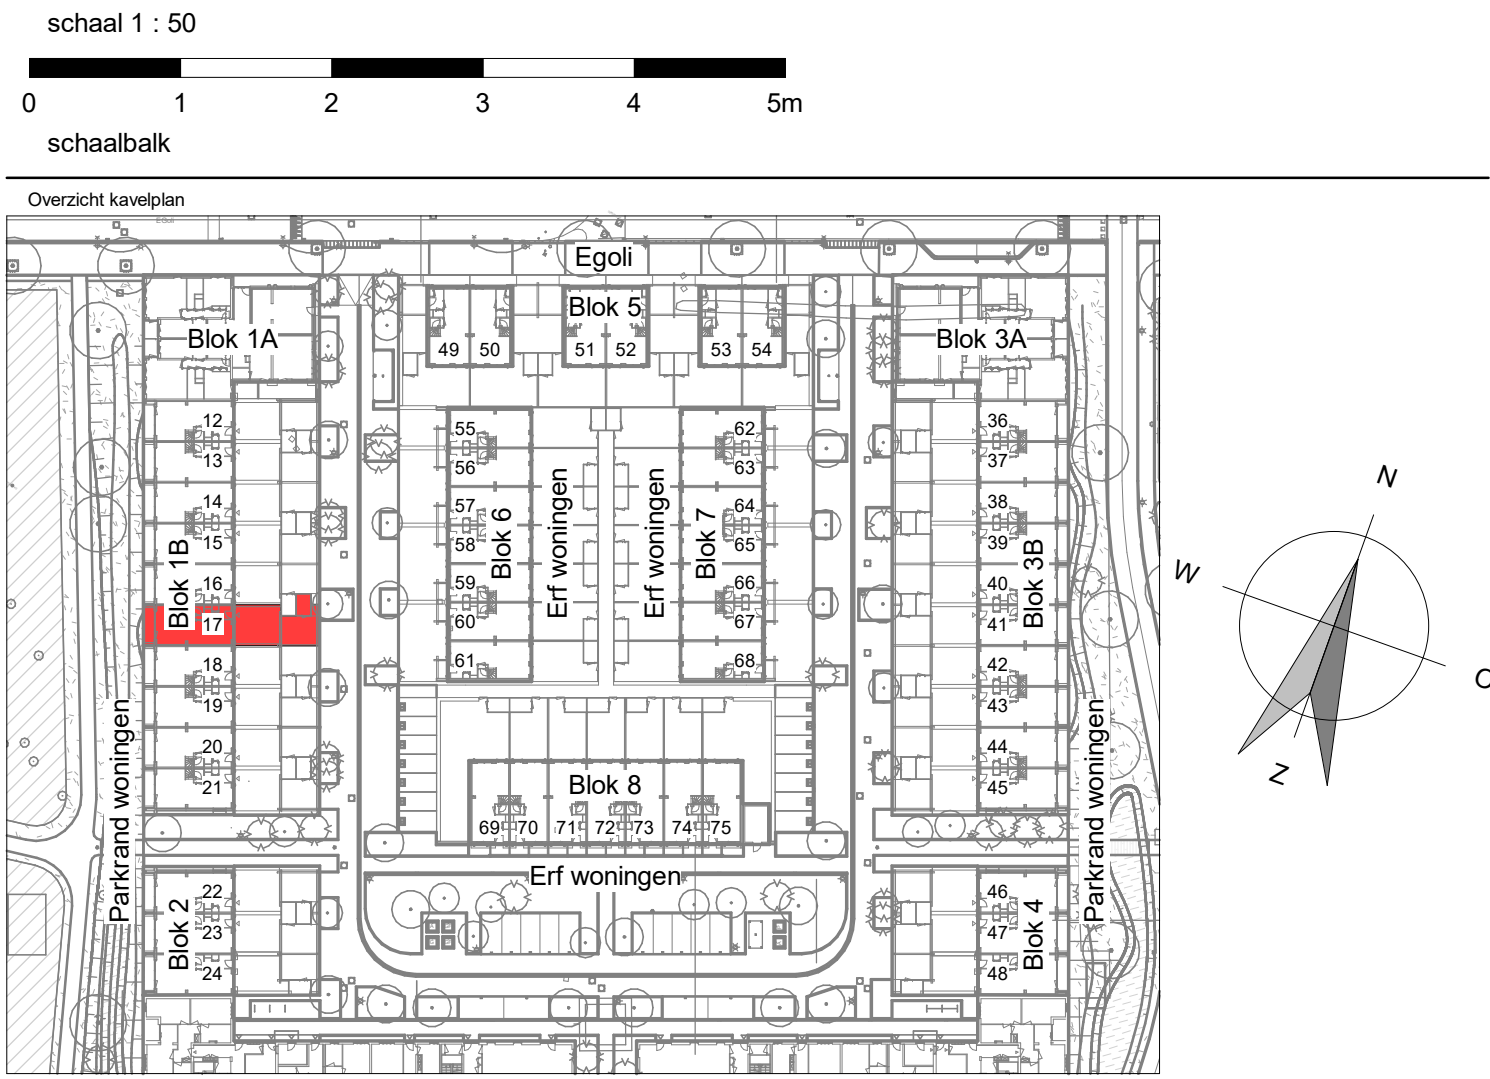 schaal 1 : 50
0 1 2 3 4 5m
schaalbalk
Overzicht kavelplan
EGoli
Egoli
Blok 1A
Blok 5
Blok 3A
49 50 51 52 53 54
12
13
14
15
16
17
18
19
20
21
Blok 1B
Parkrand woningen
22
23
24
Blok 2
55
56
57
58
59
60
61
Blok 6
Erf woningen
Erf woningen
Blok 7
62
63
64
65
66
67
68
Blok 8
69 70 71 72 73 74 75
Erf woningen
36
37
38
39
40
41
42
43
44
45
Blok 3B
Parkrand woningen
46
47
48
Blok 4
N
W
O
Z